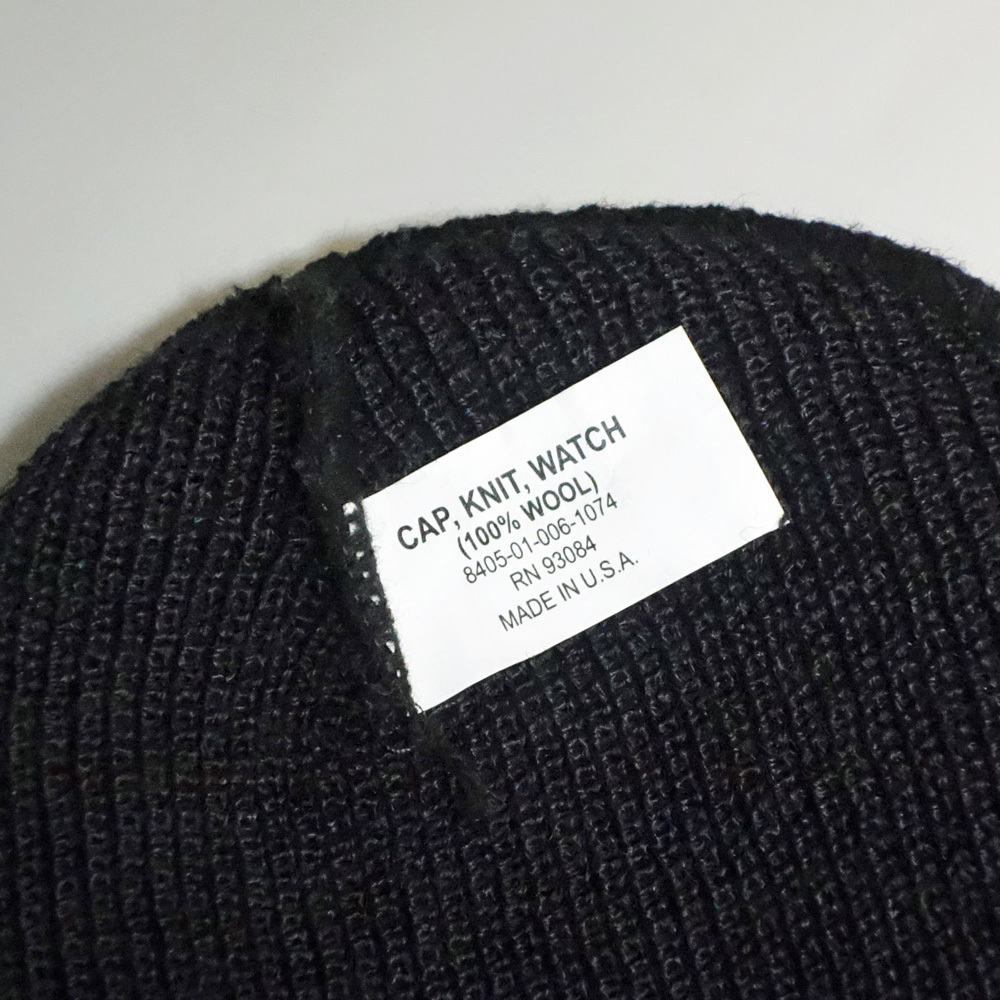 CAP, KNIT, WATCH
(100% WOOL)
8405-01-006-1074
RN 93084
MADE IN U.S.A.